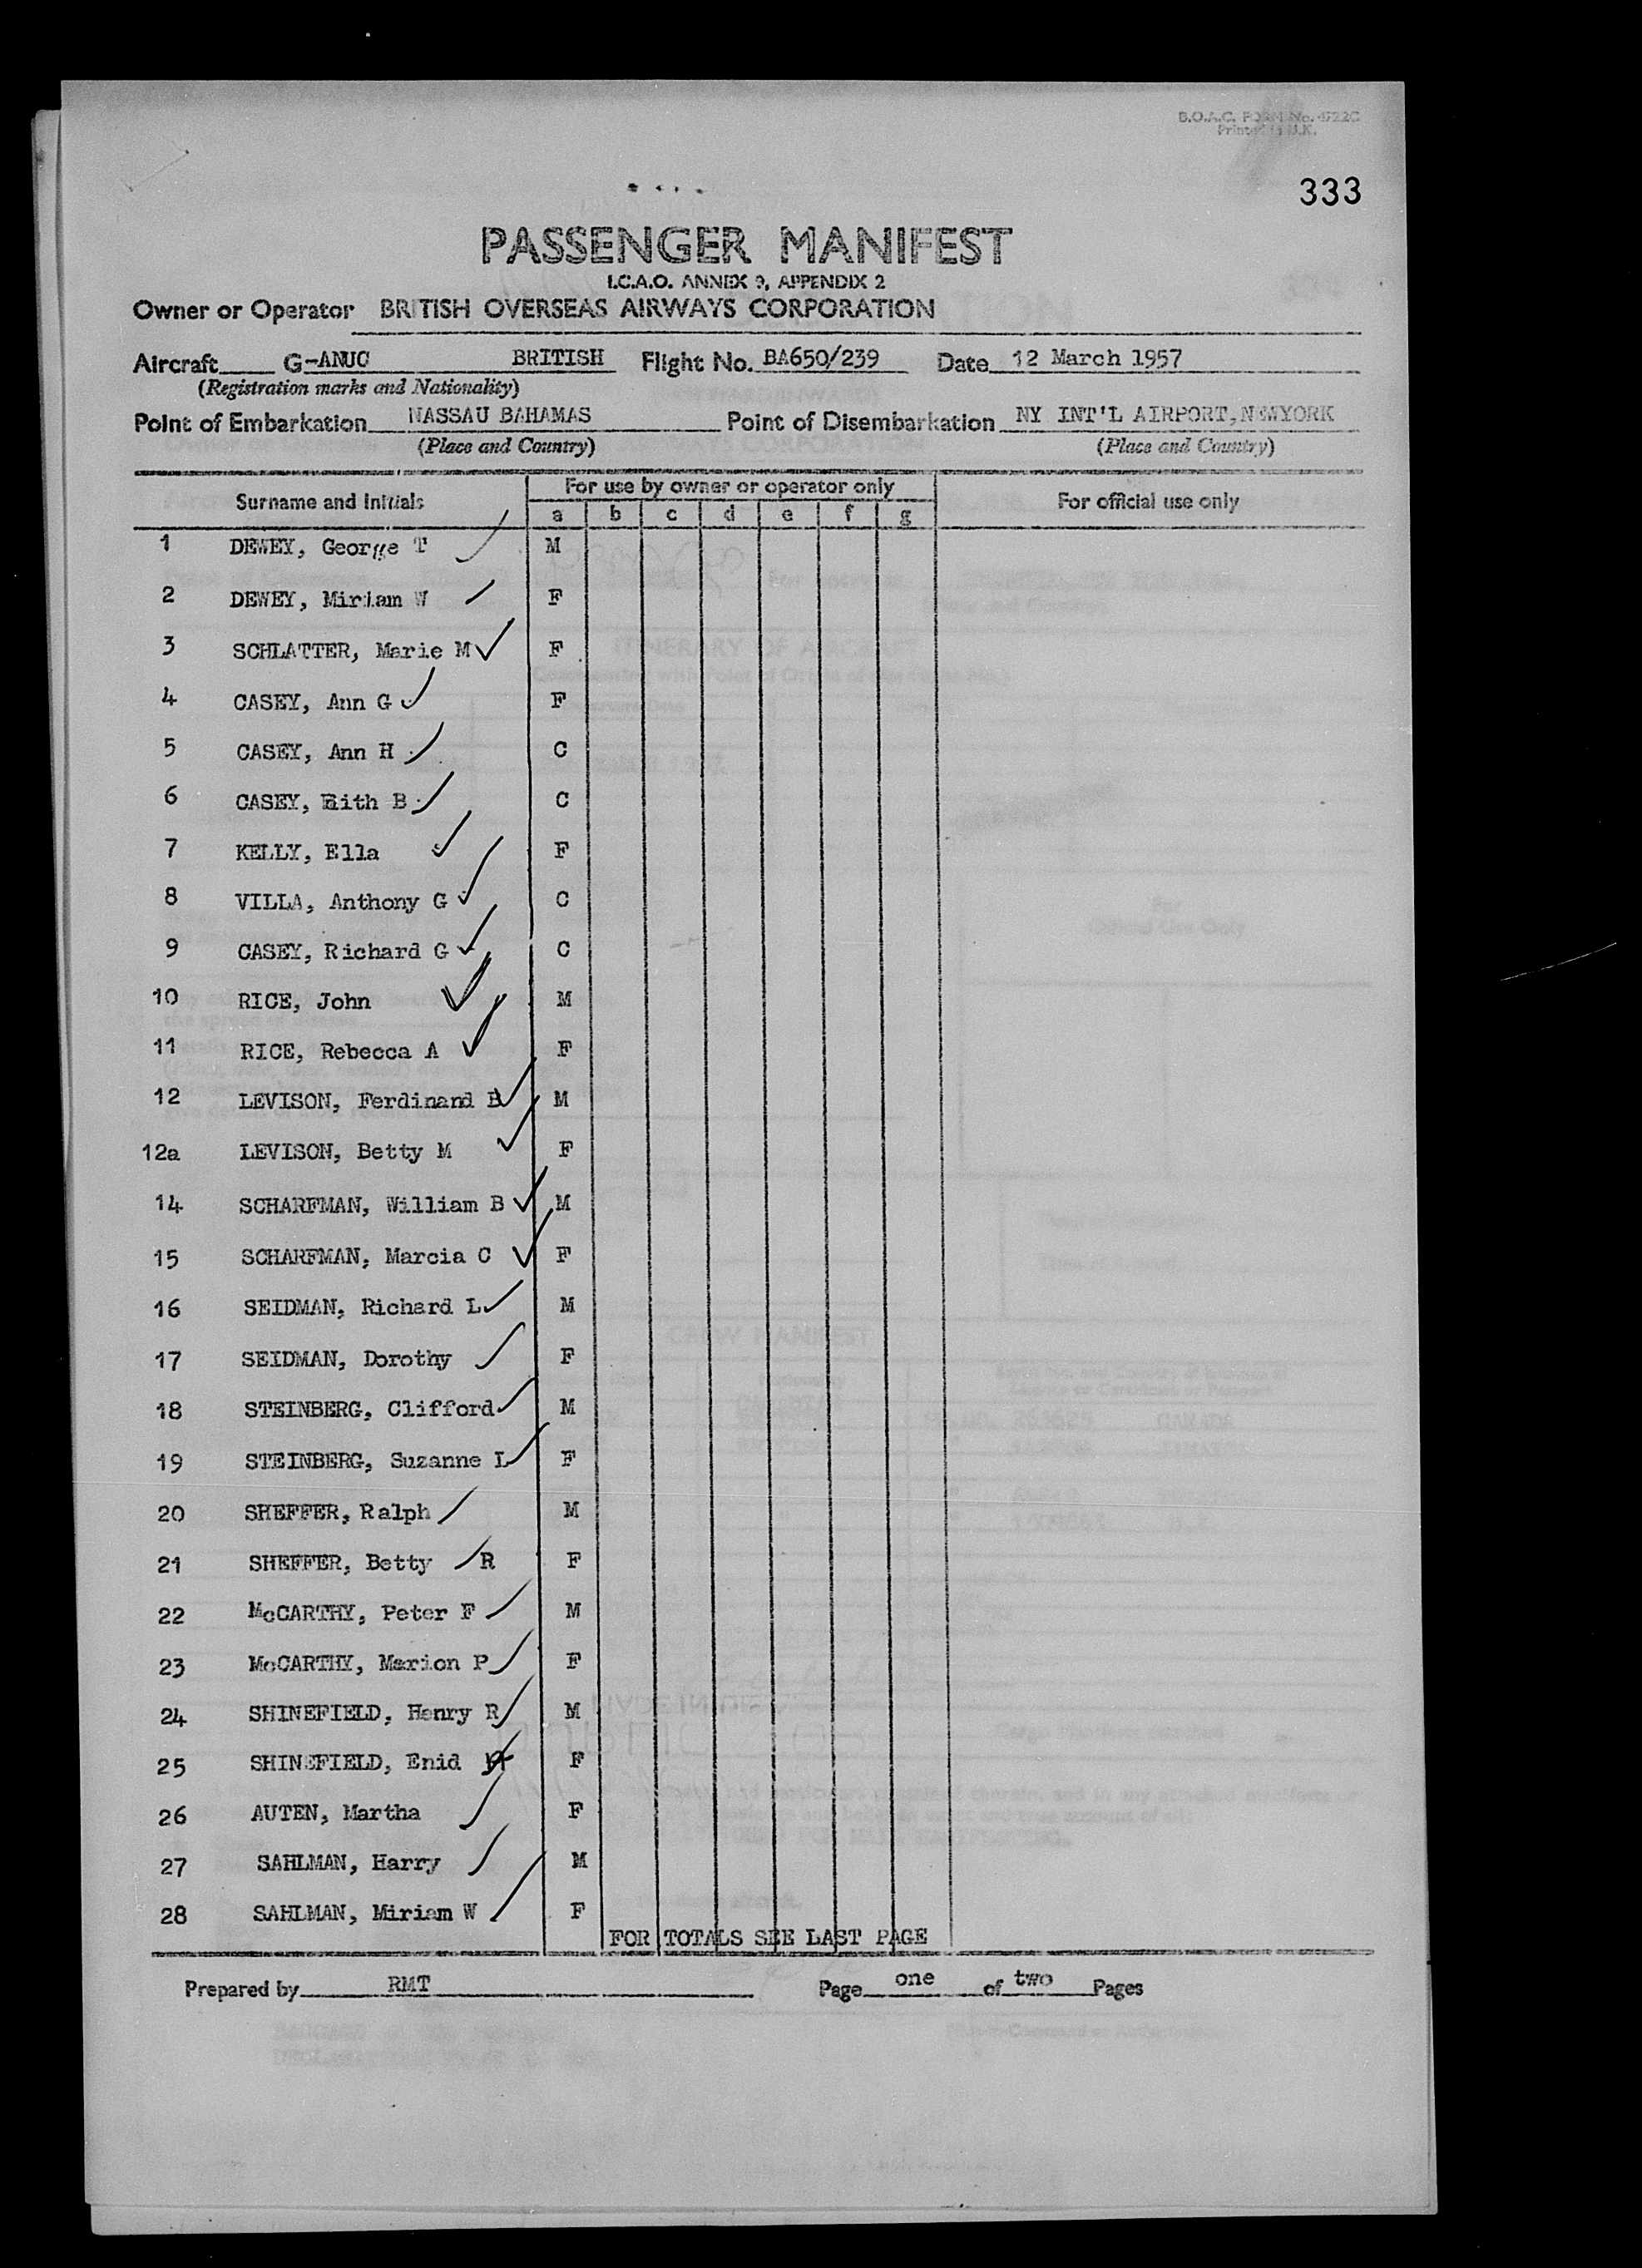 B.O.A.C. FORM No. 4522C
Printed in U.K.
333
PASSENGER MANIFEST
I.C.A.O. ANNEX 9, APPENDIX 2
Owner or Operator BRITISH OVERSEAS AIRWAYS CORPORATION
Aircraft G-ANUC BRITISH Flight No. BA650/239 Date 12 March 1957
(Registration marks and Nationality)
Point of Embarkation NASSAU BAHAMAS Point of Disembarkation NY INT'L AIRPORT, NEWYORK
(Place and Country) (Place and Country)
Surname and Initials For use by owner or operator only For official use only
a b c d e f g
1 DEWEY, George T M
2 DEWEY, Miriam W F
3 SCHLATTER, Marie M F
4 CASEY, Ann G F
5 CASEY, Ann H C
6 CASEY, Edith B C
7 KELLY, Ella F
8 VILLA, Anthony G C
9 CASEY, Richard G C
10 RICE, John M
11 RICE, Rebecca A F
12 LEVISON, Ferdinand B M
12a LEVISON, Betty M F
14 SCHARFMAN, William B M
15 SCHARFMAN, Marcia C F
16 SEIDMAN, Richard L M
17 SEIDMAN, Dorothy F
18 STEINBERG, Clifford M
19 STEINBERG, Suzanne L F
20 SHEFFER, Ralph M
21 SHEFFER, Betty R F
22 McCARTHY, Peter F M
23 McCARTHY, Marion P F
24 SHINEFIELD, Henry R M
25 SHINEFIELD, Enid F
26 AUTEN, Martha F
27 SAHLMAN, Harry M
28 SAHLMAN, Miriam W F
FOR TOTALS SEE LAST PAGE
Prepared by RMT Page one of two Pages